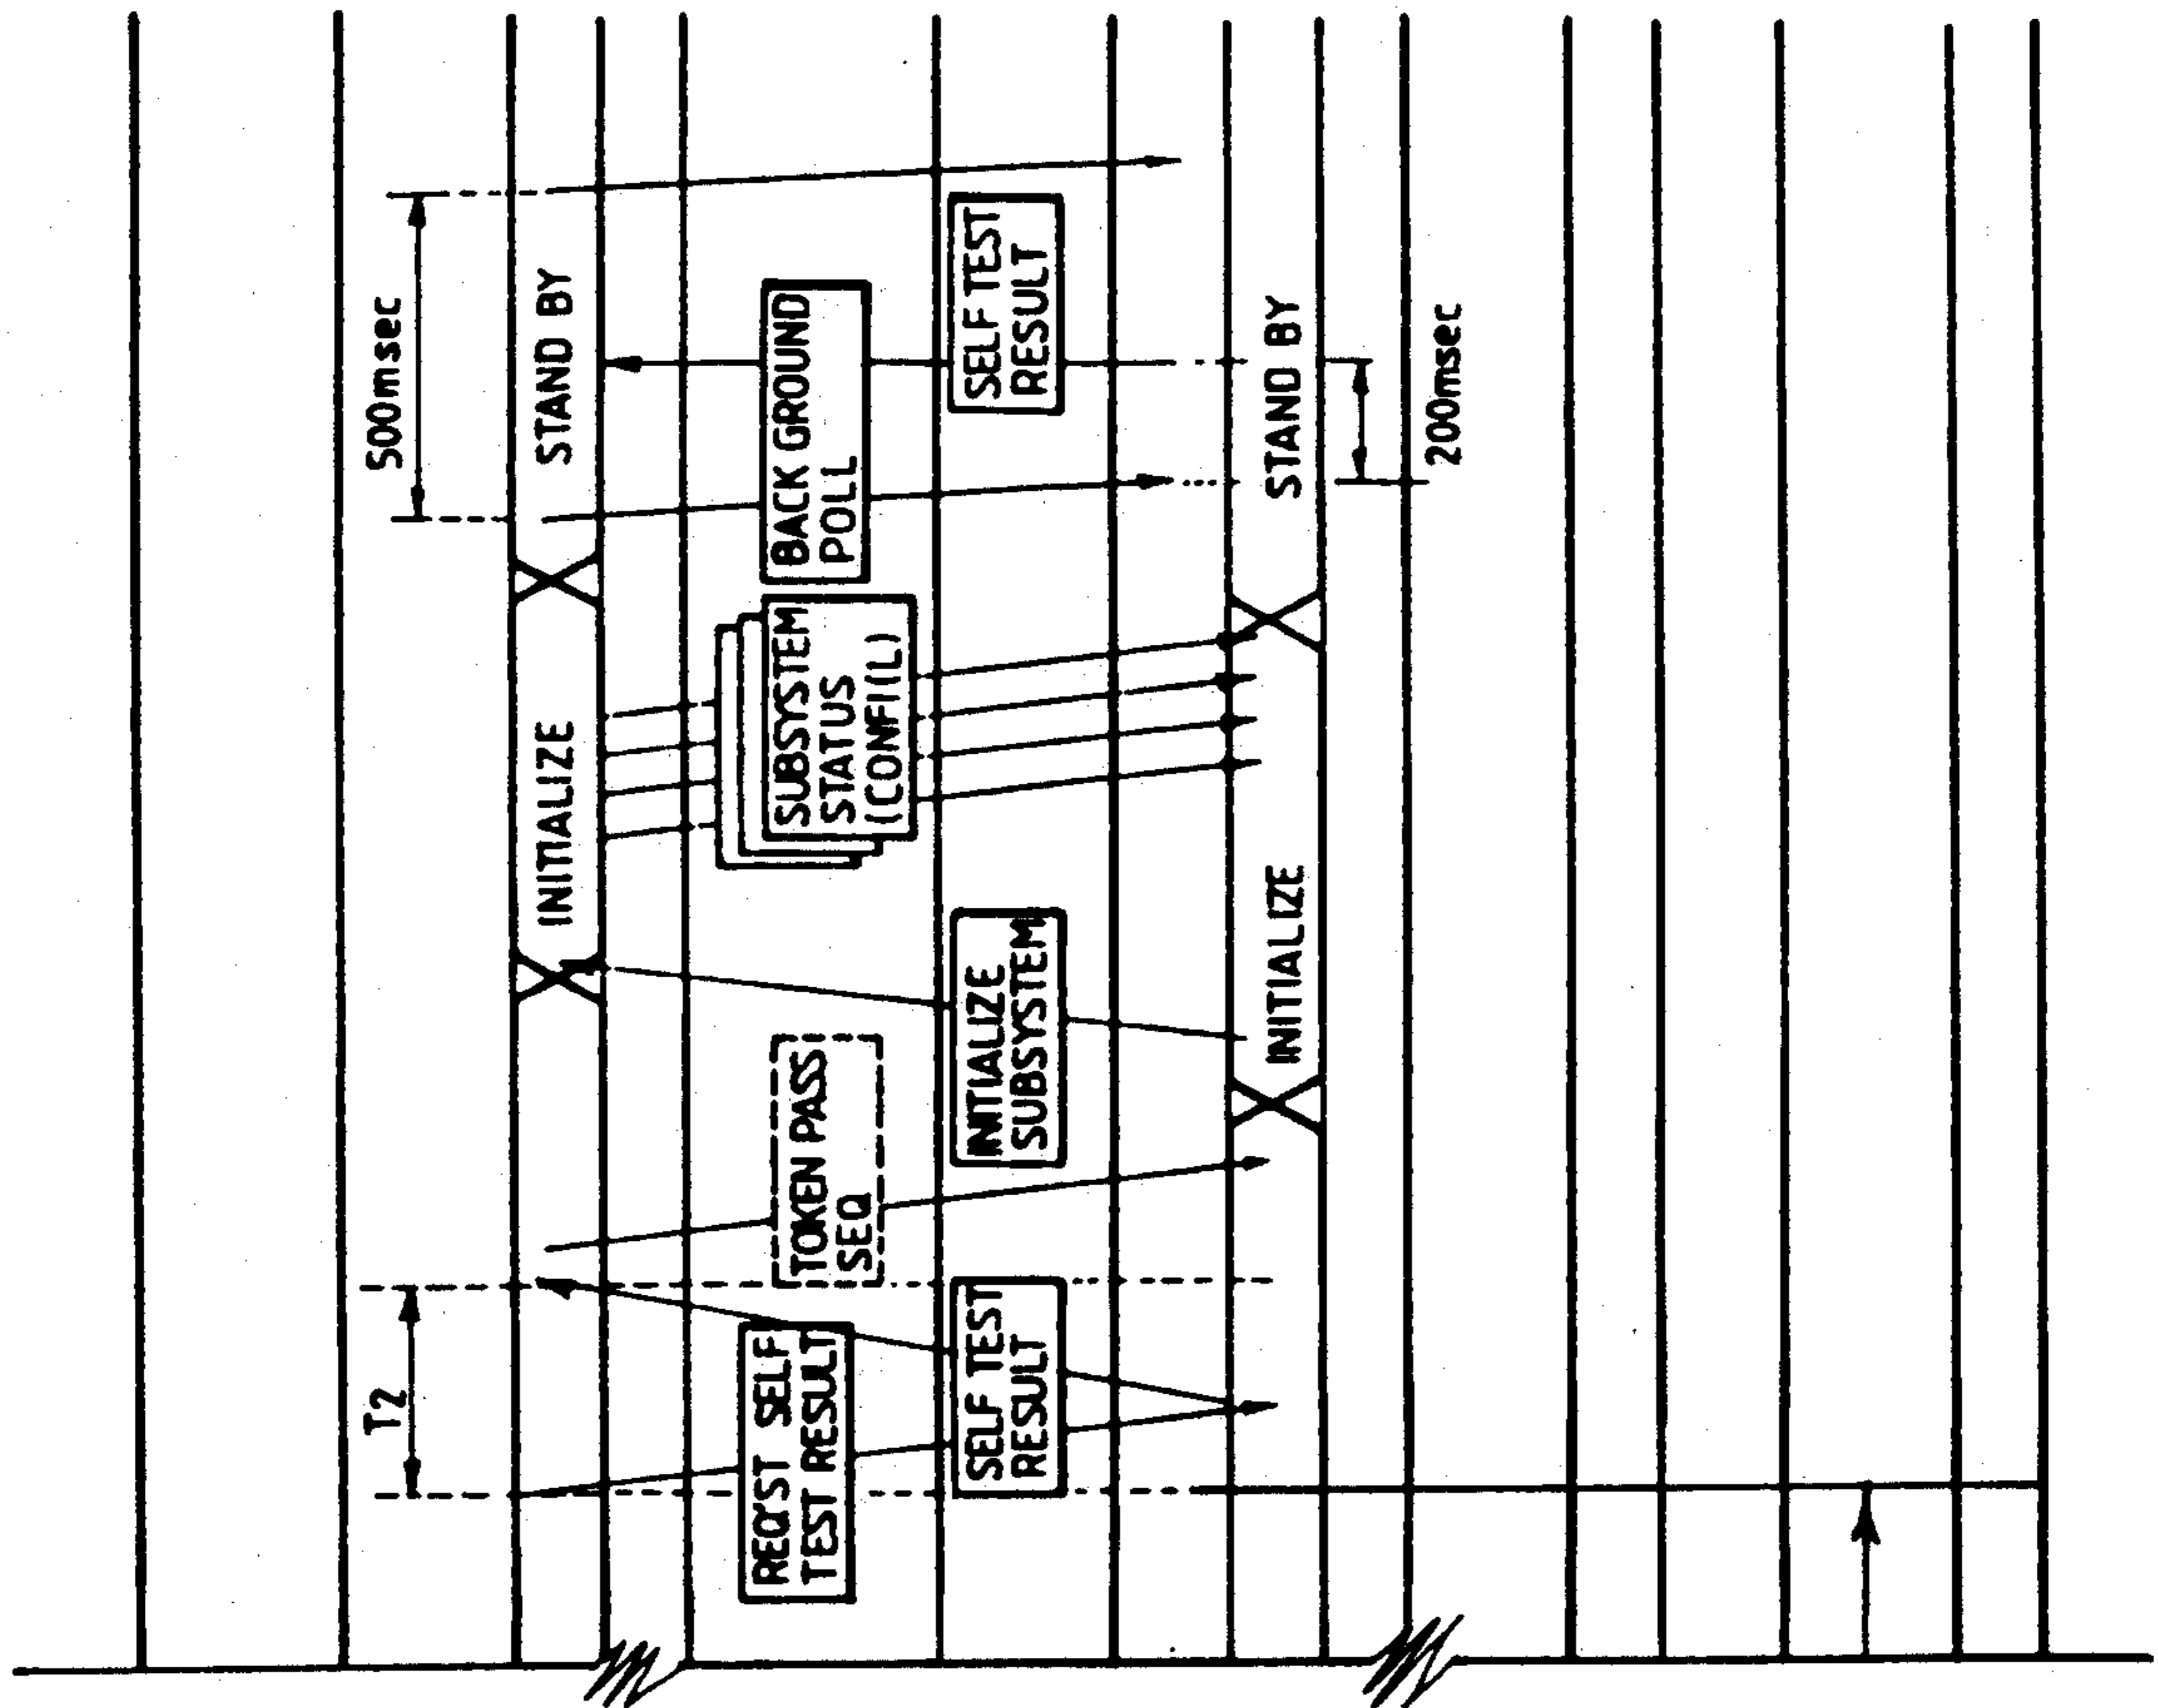 T2
500msec
INITIALIZE
STAND BY
REQ'ST SELF
TEST RESULT
TOKEN PASS
SEQ
SUBSYSTEM
STATUS
(CONFI(L)
BACK GROUND
POLL
SELF TEST
RESULT
INITIALIZE
SUBSYSTEM
SELF TEST
RESULT
INITIALIZE
STAND BY
200msec